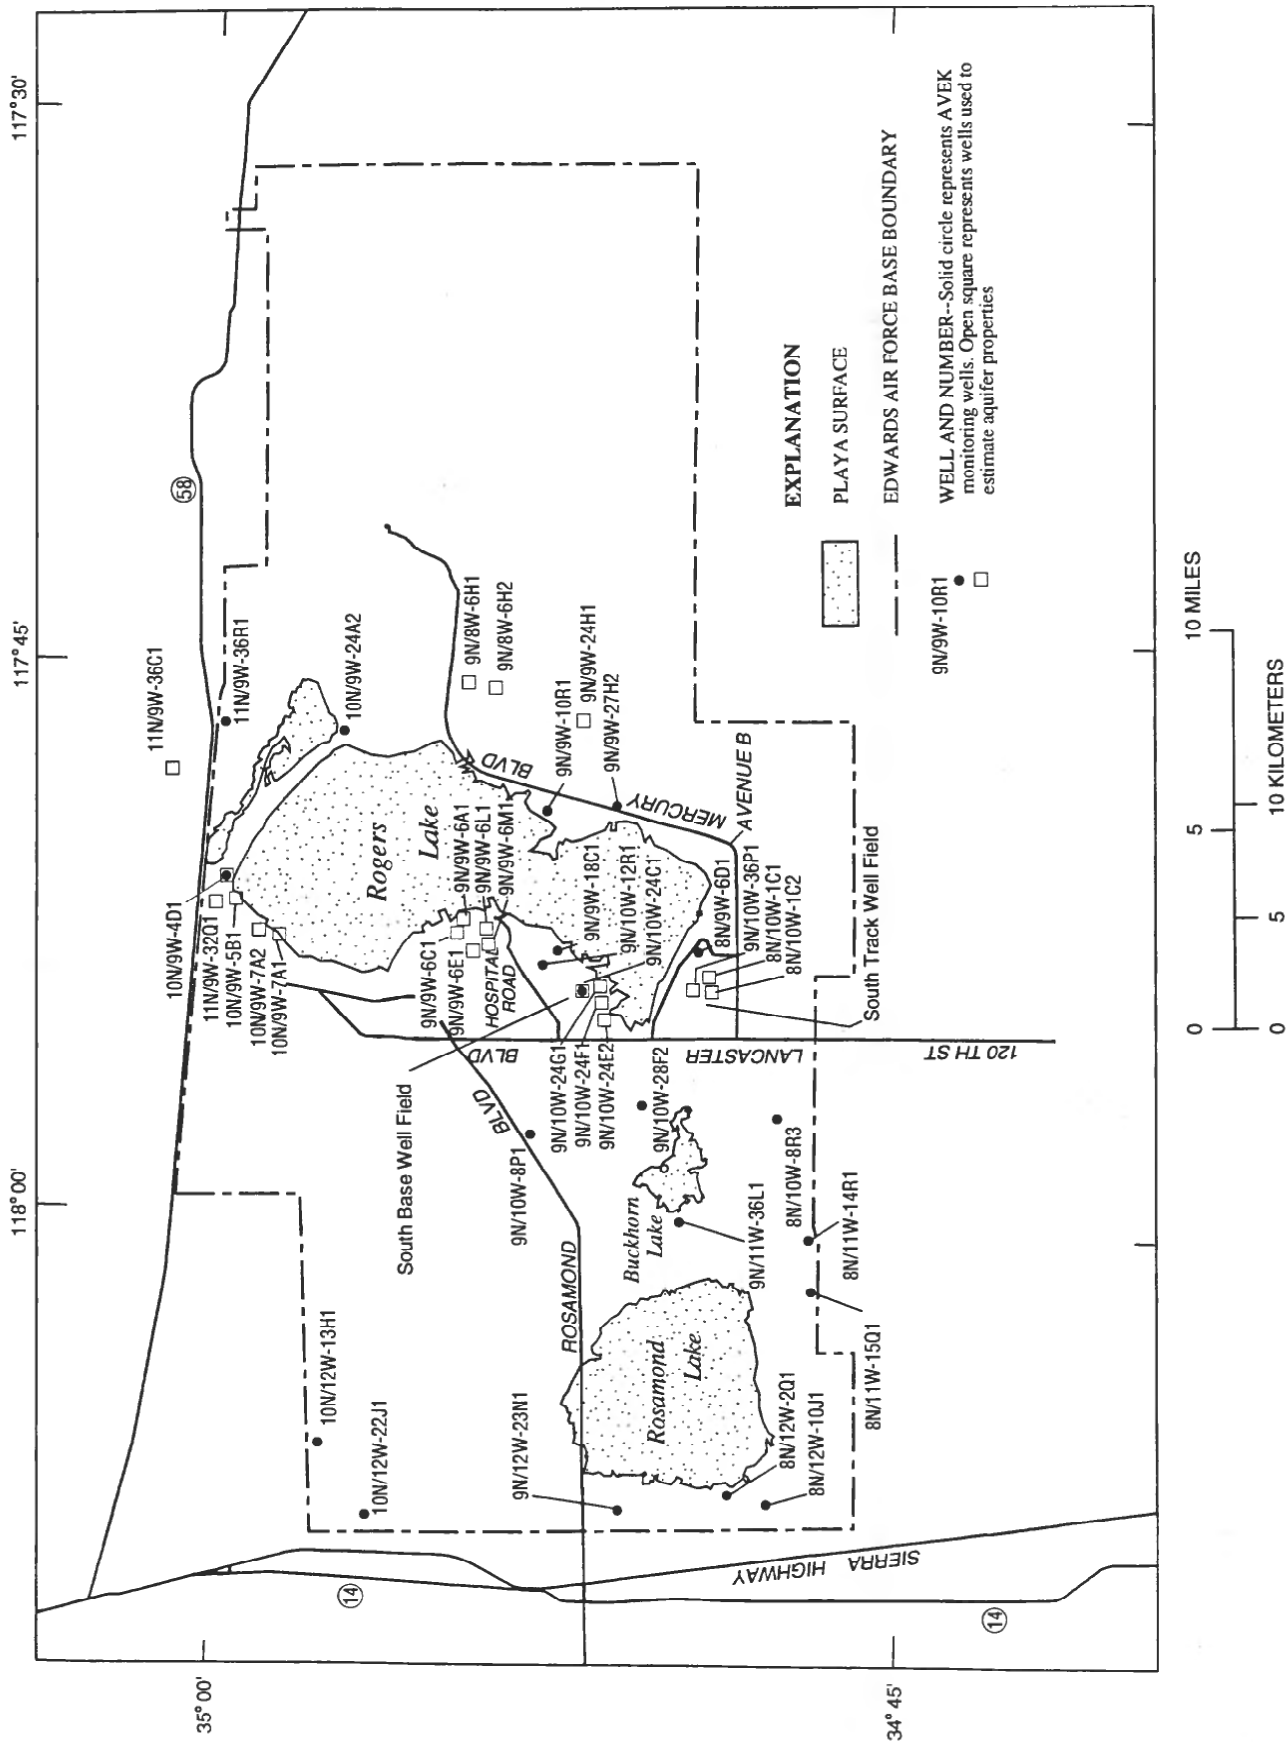 118°00'
117°45'
117°30'
35°00'
34°45'
58
14
14
11N/9W-36C1
11N/9W-36R1
10N/9W-24A2
10N/9W-4D1
11N/9W-32Q1
10N/9W-5B1
10N/9W-7A2
10N/9W-7A1
10N/12W-13H1
10N/12W-22J1
Rogers
Lake
9N/8W-6H1
9N/8W-6H2
9N/9W-6C1
9N/9W-6E1
9N/9W-6A1
9N/9W-6L1
9N/9W-6M1
HOSPITAL
ROAD
South Base Well Field
BLVD
BLVD
BLVD
MERCURY
AVENUE B
9N/9W-10R1
9N/9W-24H1
9N/9W-27H2
9N/9W-18C1
9N/10W-12R1
9N/10W-24C1
9N/10W-24G1
9N/10W-24F1
9N/10W-24E2
9N/10W-8P1
9N/12W-23N1
ROSAMOND
9N/10W-28F2
Buckhorn
Lake
Rosamond
Lake
LANCASTER
120 TH ST
8N/9W-6D1
9N/10W-36P1
8N/10W-1C1
8N/10W-1C2
South Track Well Field
9N/11W-36L1
8N/10W-8R3
8N/11W-14R1
8N/11W-15Q1
8N/12W-2Q1
8N/12W-10J1
SIERRA
HIGHWAY
EXPLANATION
PLAYA SURFACE
EDWARDS AIR FORCE BASE BOUNDARY
9N/9W-10R1
WELL AND NUMBER--Solid circle represents AVEK
monitoring wells. Open square represents wells used to
estimate aquifer properties
0 5 10 MILES
0 5 10 KILOMETERS